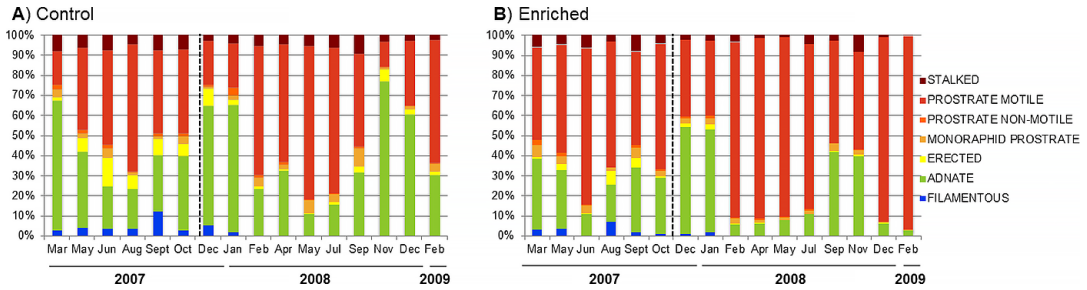 A) Control
100%
90%
80%
70%
60%
50%
40%
30%
20%
10%
0%
Mar May Jun Aug Sept Oct Dec Jan Feb Apr May Jul Sep Nov Dec Feb
2007 2008 2009
B) Enriched
100%
90%
80%
70%
60%
50%
40%
30%
20%
10%
0%
Mar May Jun Aug Sept Oct Dec Jan Feb Apr May Jul Sep Nov Dec Feb
2007 2008 2009
STALKED
PROSTRATE MOTILE
PROSTRATE NON-MOTILE
MONORAPHID PROSTRATE
ERECTED
ADNATE
FILAMENTOUS